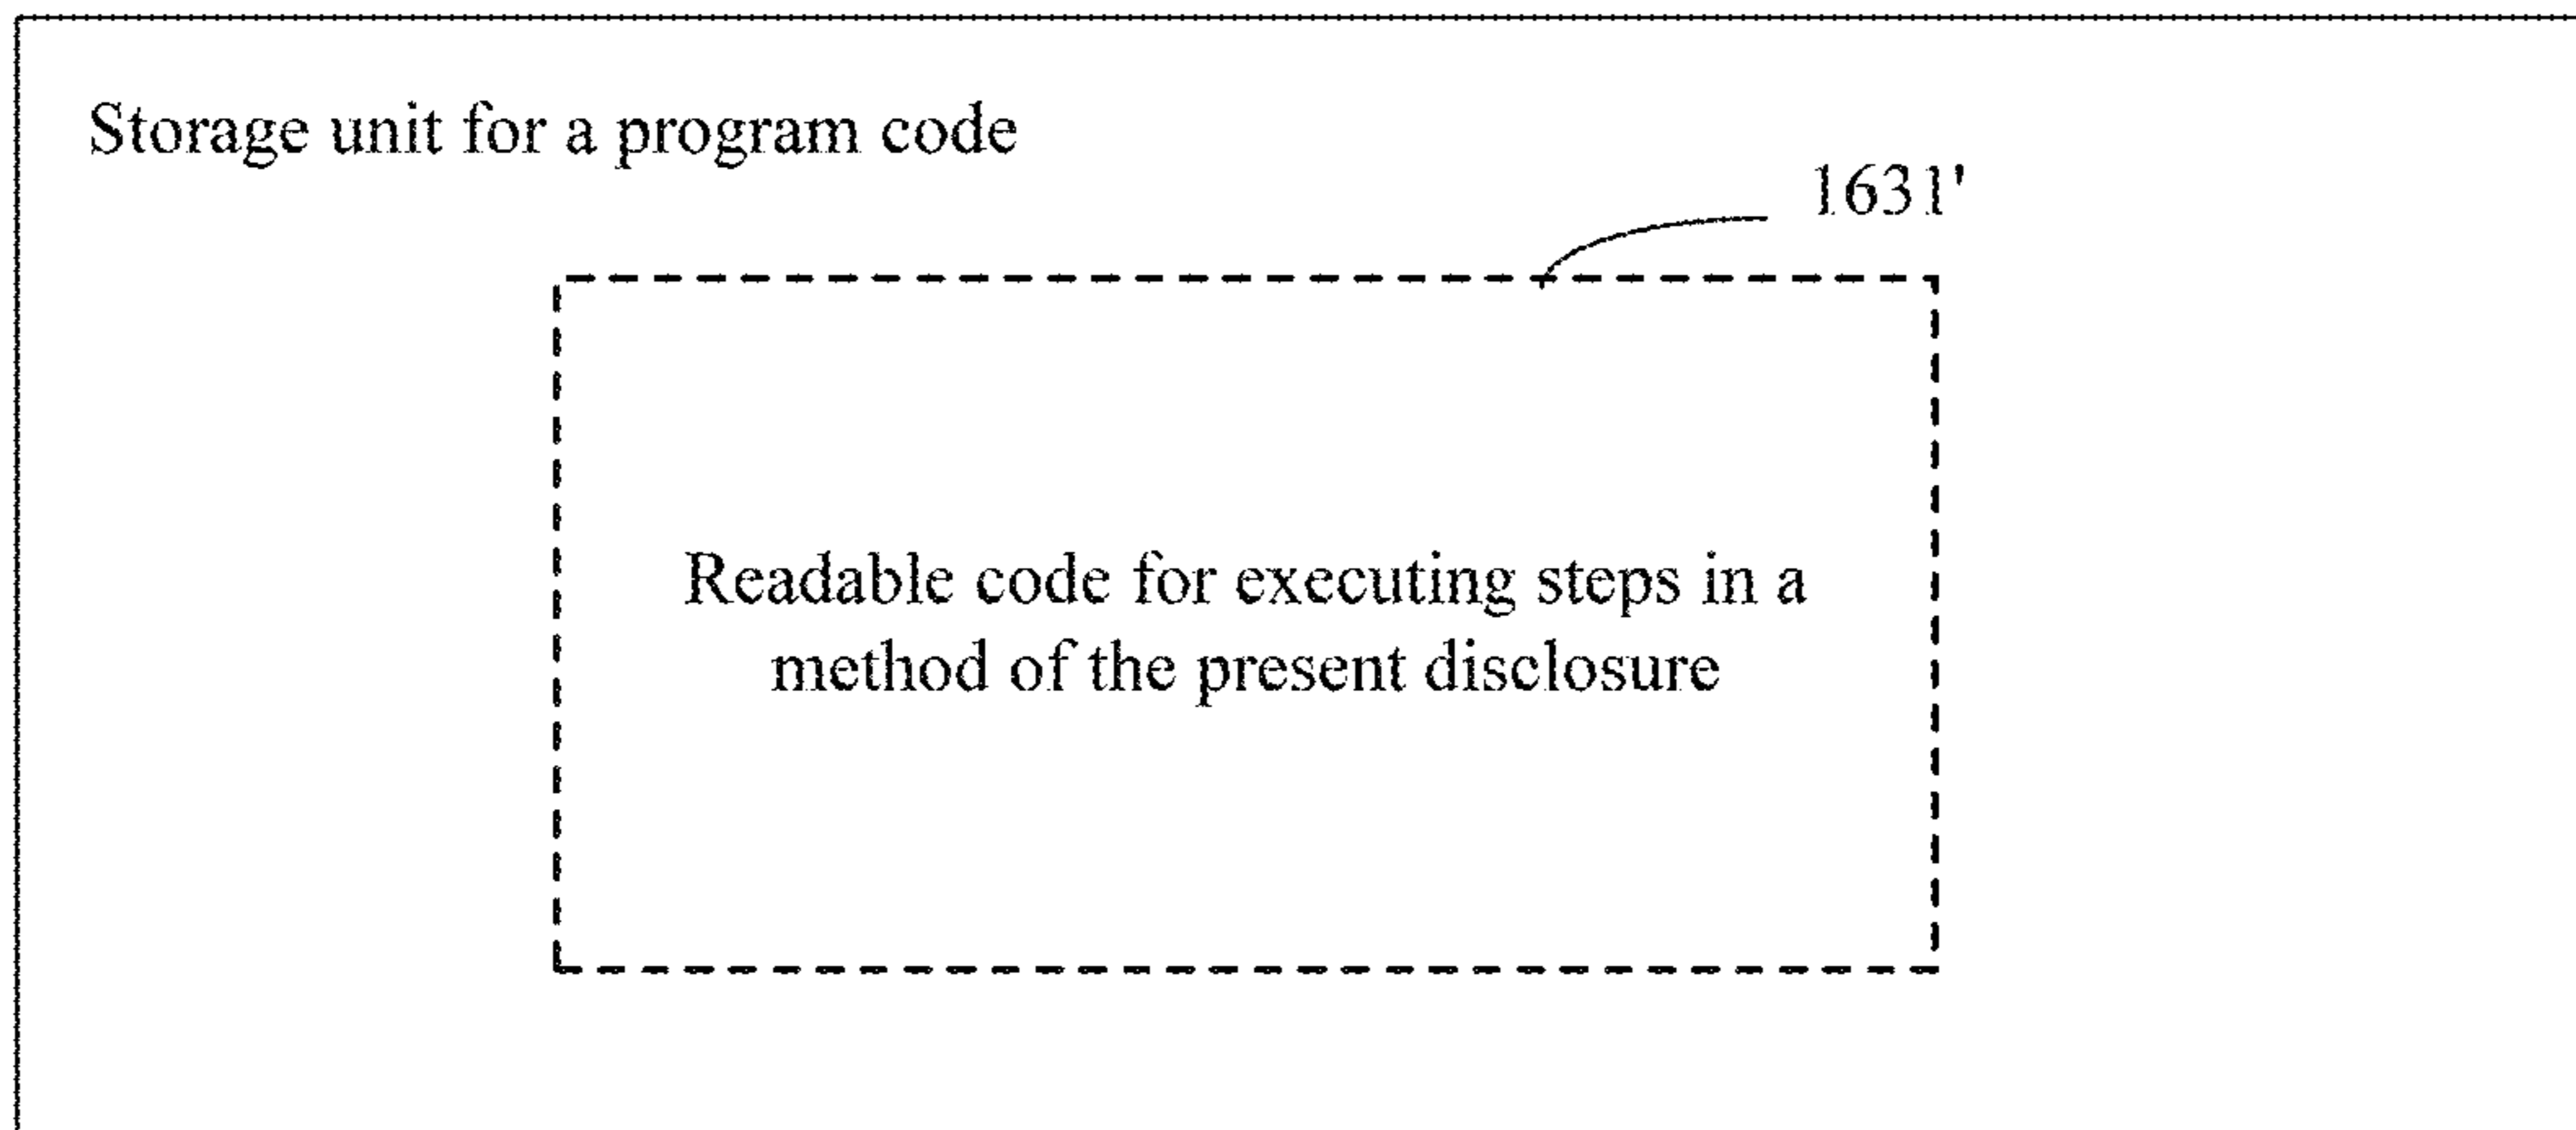 Storage unit for a program code
1631'
Readable code for executing steps in a
method of the present disclosure